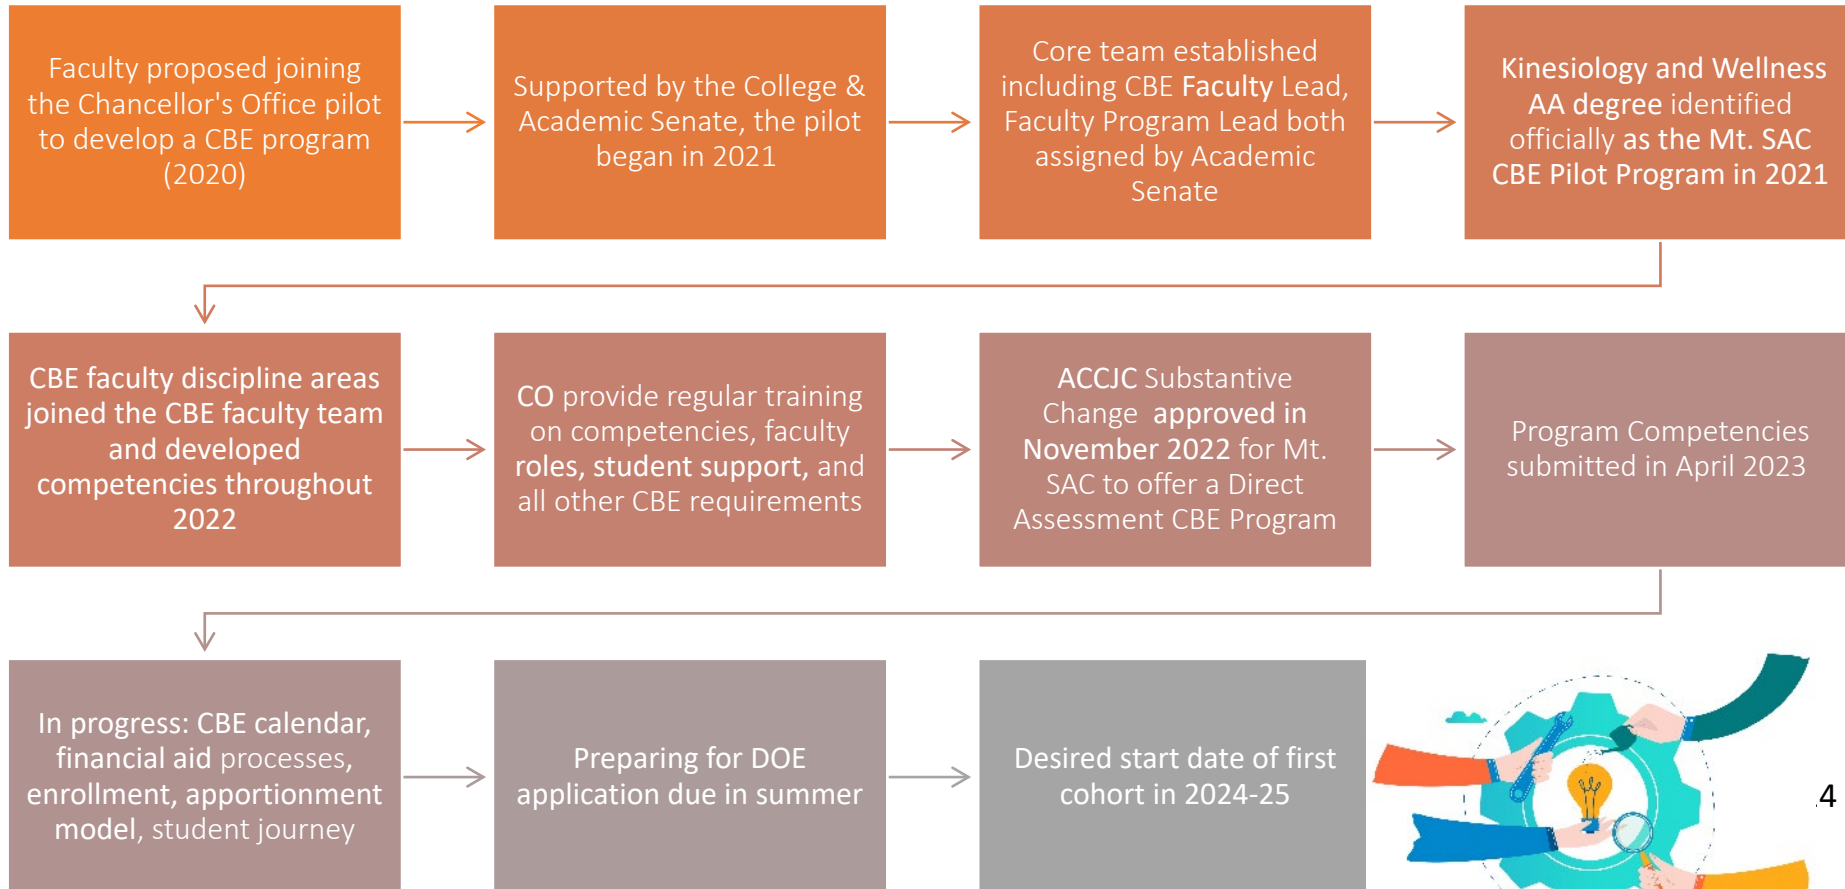 Faculty proposed joining
the Chancellor's Office pilot
to develop a CBE program
(2020)
Supported by the College &
Academic Senate, the pilot
began in 2021
Core team established
including CBE Faculty Lead,
Faculty Program Lead both
assigned by Academic
Senate
Kinesiology and Wellness
AA degree identified
officially as the Mt. SAC
CBE Pilot Program in 2021
CBE faculty discipline areas
joined the CBE faculty team
and developed
competencies throughout
2022
CO provide regular training
on competencies, faculty
roles, student support, and
all other CBE requirements
ACCJC Substantive
Change approved in
November 2022 for Mt.
SAC to offer a Direct
Assessment CBE Program
Program Competencies
submitted in April 2023
In progress: CBE calendar,
financial aid processes,
enrollment, apportionment
model, student journey
Preparing for DOE
application due in summer
Desired start date of first
cohort in 2024-25
.4